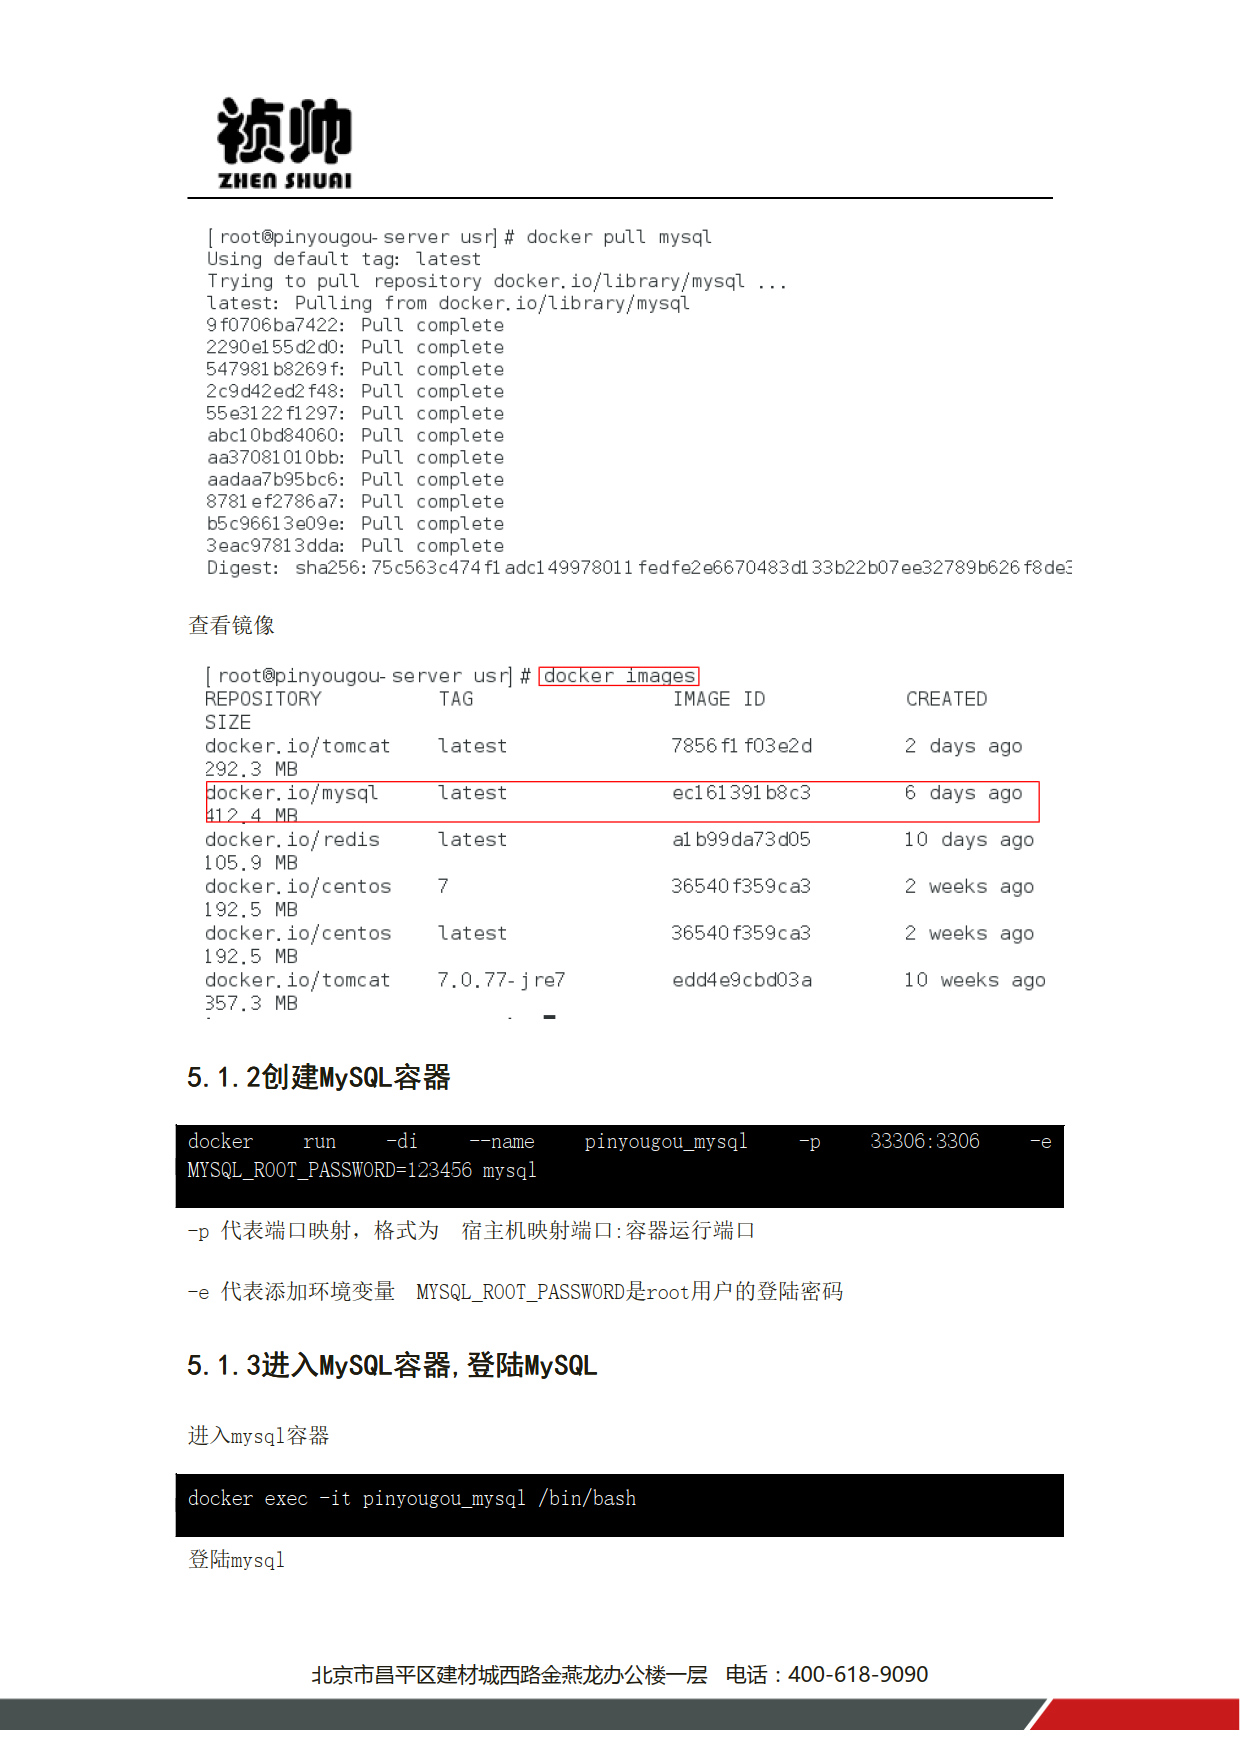 祯帅
ZHEN SHUAI
[root@pinyougou-server usr]# docker pull mysql
Using default tag: latest
Trying to pull repository docker.io/library/mysql ...
latest: Pulling from docker.io/library/mysql
9f0706ba7422: Pull complete
2290e155d2d0: Pull complete
547981b8269f: Pull complete
2c9d42ed2f48: Pull complete
55e3122f1297: Pull complete
abc10bd84060: Pull complete
aa37081010bb: Pull complete
aadaa7b95bc6: Pull complete
8781ef2786a7: Pull complete
b5c96613e09e: Pull complete
3eac97813dda: Pull complete
Digest: sha256:75c563c474f1adc149978011fedfe2e6670483d133b22b07ee32789b626f8de3
查看镜像
[root@pinyougou-server usr]# docker images
REPOSITORY TAG IMAGE ID CREATED
SIZE
docker.io/tomcat latest 7856f1f03e2d 2 days ago
292.3 MB
docker.io/mysql latest ec161391b8c3 6 days ago
412.4 MB
docker.io/redis latest a1b99da73d05 10 days ago
105.9 MB
docker.io/centos 7 36540f359ca3 2 weeks ago
192.5 MB
docker.io/centos latest 36540f359ca3 2 weeks ago
192.5 MB
docker.io/tomcat 7.0.77-jre7 edd4e9cbd03a 10 weeks ago
357.3 MB
5.1.2创建MySQL容器
docker run -di --name pinyougou_mysql -p 33306:3306 -e
MYSQL_ROOT_PASSWORD=123456 mysql
-p 代表端口映射，格式为 宿主机映射端口:容器运行端口
-e 代表添加环境变量 MYSQL_ROOT_PASSWORD是root用户的登陆密码
5.1.3进入MySQL容器,登陆MySQL
进入mysql容器
docker exec -it pinyougou_mysql /bin/bash
登陆mysql
北京市昌平区建材城西路金燕龙办公楼一层 电话：400-618-9090